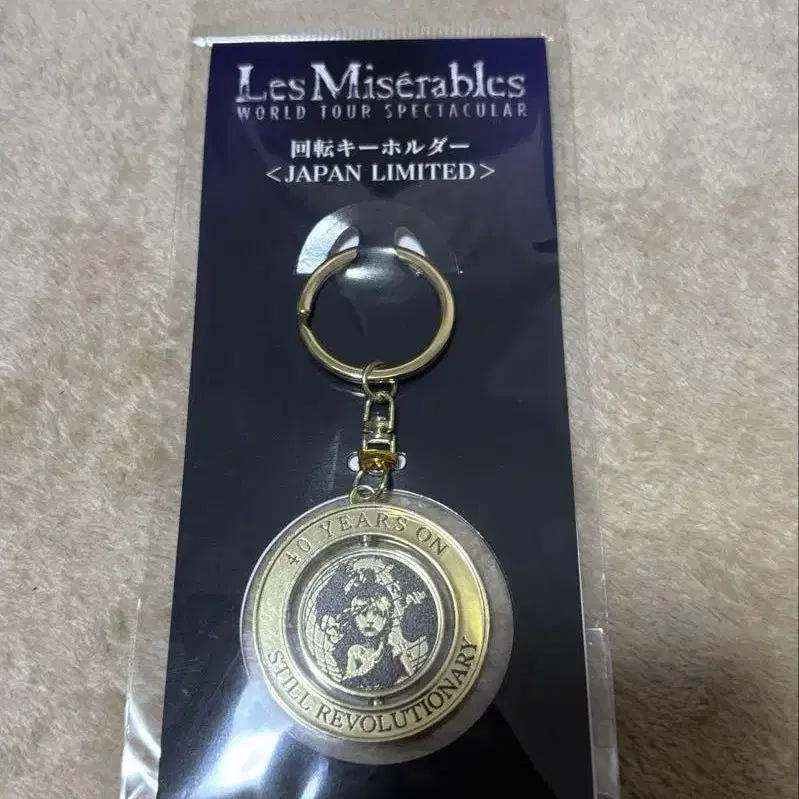 Les Misérables
WORLD TOUR SPECTACULAR
回転キーホルダー
＜JAPAN LIMITED＞
40 YEARS ON
STILL REVOLUTIONARY